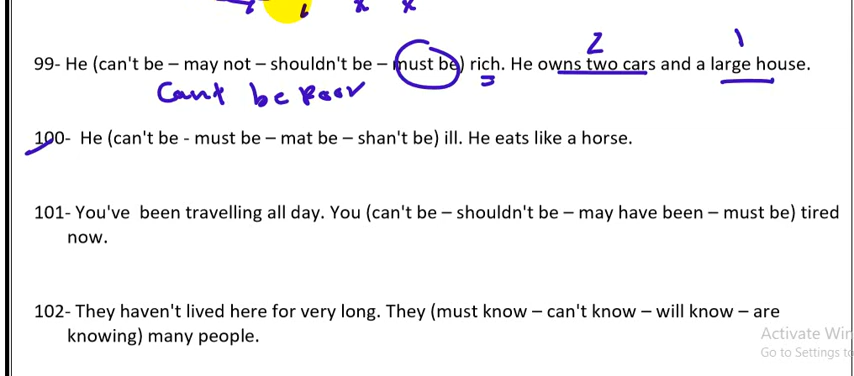 99- He (can't be – may not – shouldn't be – must be) rich. He owns two cars and a large house.
2
1
=
Can't be Poor
100- He (can't be - must be – mat be – shan't be) ill. He eats like a horse.
101- You've been travelling all day. You (can't be – shouldn't be – may have been – must be) tired
now.
102- They haven't lived here for very long. They (must know – can't know – will know – are
knowing) many people.
Activate Win
Go to Settings to